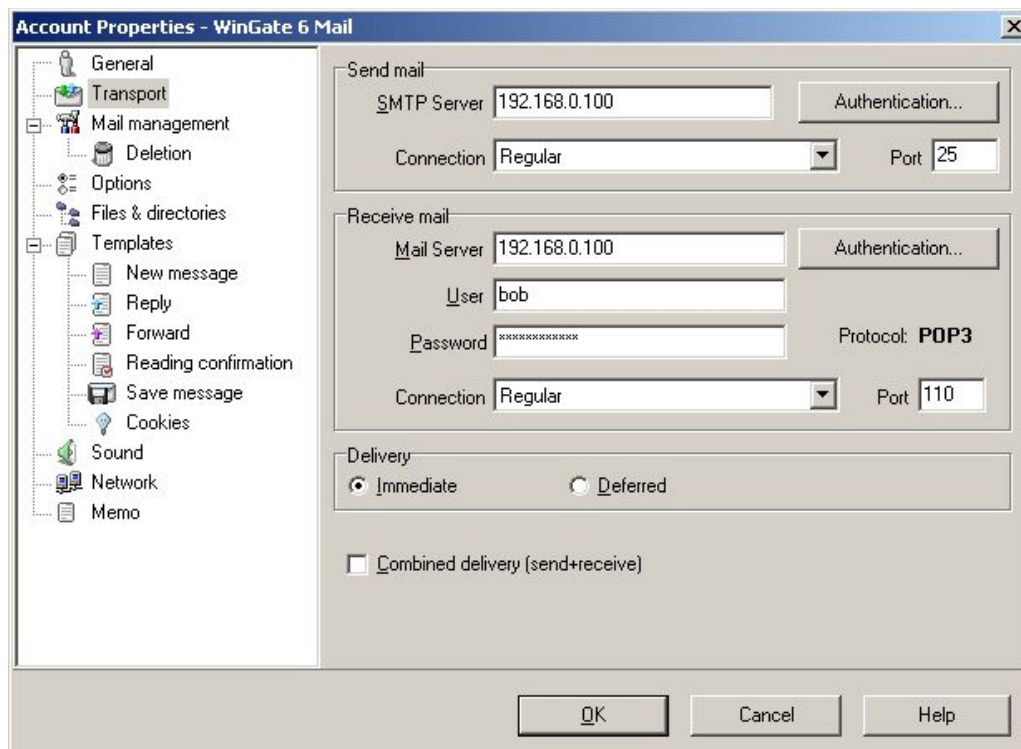 Account Properties - WinGate 6 Mail
General
Transport
Mail management
Deletion
Options
Files & directories
Templates
New message
Reply
Forward
Reading confirmation
Save message
Cookies
Sound
Network
Memo
Send mail
SMTP Server 192.168.0.100 Authentication...
Connection Regular Port 25
Receive mail
Mail Server 192.168.0.100 Authentication...
User bob
Password ************ Protocol: POP3
Connection Regular Port 110
Delivery
Immediate Deferred
Combined delivery (send+receive)
OK Cancel Help